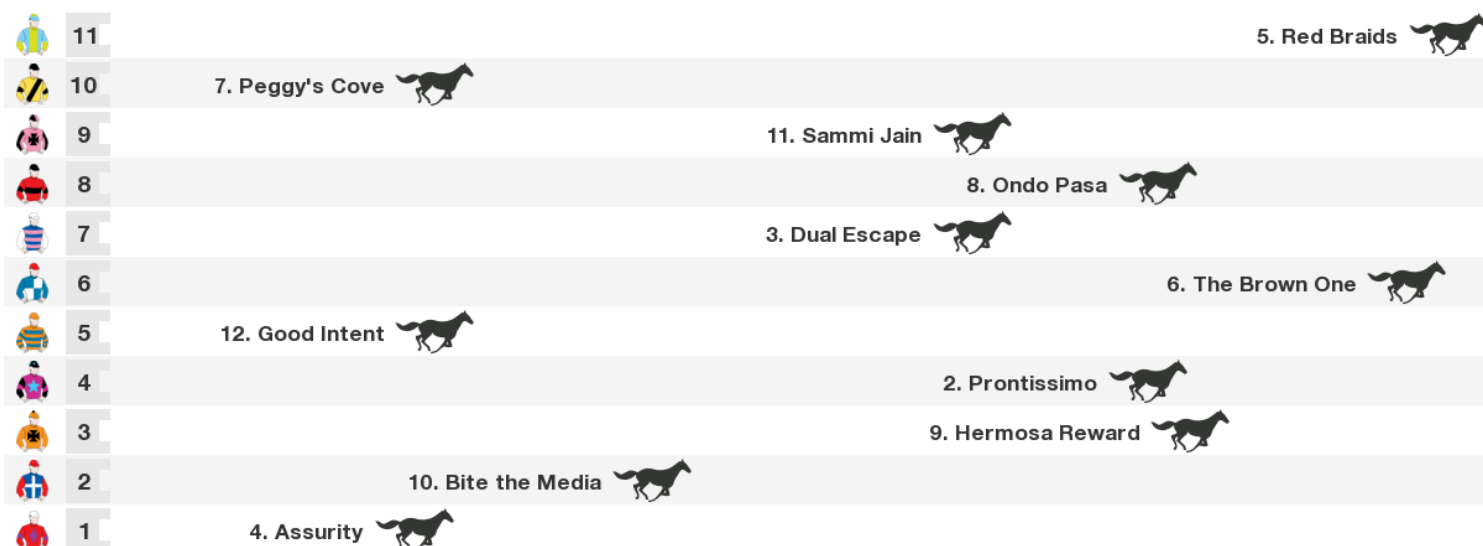 11 5. Red Braids
10 7. Peggy's Cove
9 11. Sammi Jain
8 8. Ondo Pasa
7 3. Dual Escape
6 6. The Brown One
5 12. Good Intent
4 2. Prontissimo
3 9. Hermosa Reward
2 10. Bite the Media
1 4. Assurity